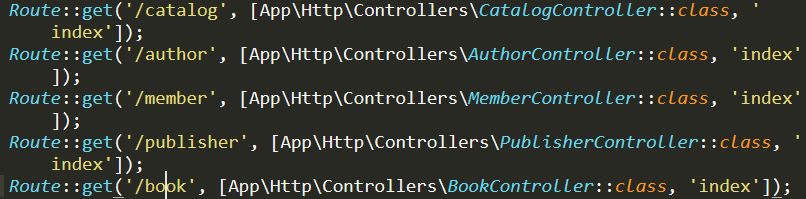 Route::get('/catalog', [App\Http\Controllers\CatalogController::class, '
index']);
Route::get('/author', [App\Http\Controllers\AuthorController::class, 'index'
]);
Route::get('/member', [App\Http\Controllers\MemberController::class, 'index'
]);
Route::get('/publisher', [App\Http\Controllers\PublisherController::class, '
index']);
Route::get('/book', [App\Http\Controllers\BookController::class, 'index']);